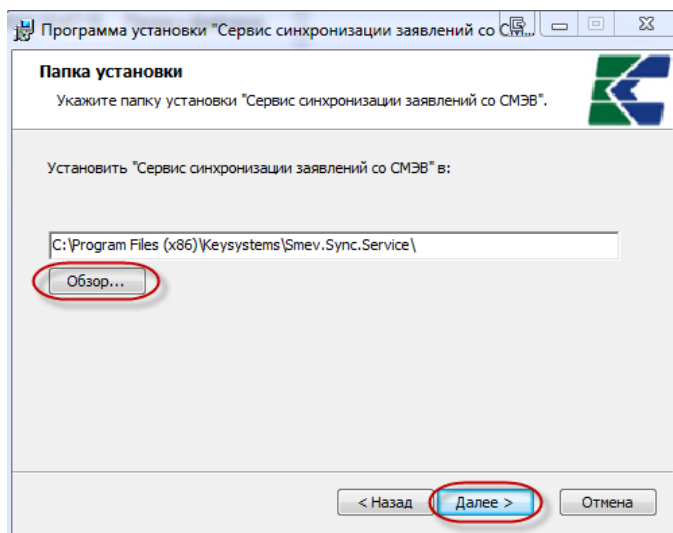 Программа установки "Сервис синхронизации заявлений со СМ...
Папка установки
Укажите папку установки "Сервис синхронизации заявлений со СМЭВ".
Установить "Сервис синхронизации заявлений со СМЭВ" в:
C:\Program Files (x86)\Keysystems\Smev.Sync.Service\
Обзор...
< Назад
Далее >
Отмена